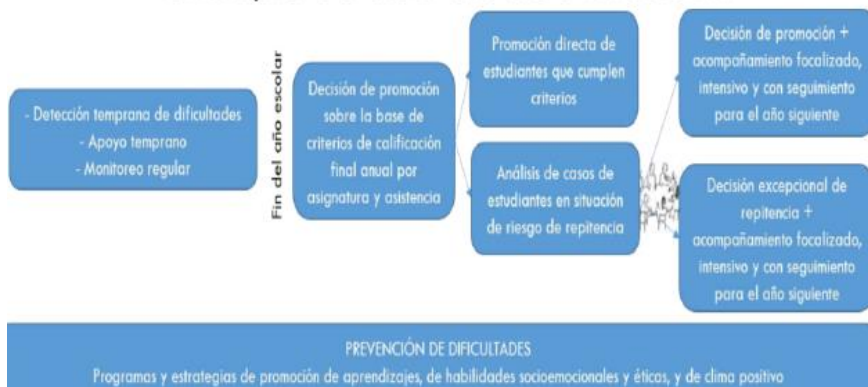 - Detección temprana de dificultades
- Apoyo temprano
- Monitoreo regular
Fin del año escolar
Decisión de promoción
sobre la base de
criterios de calificación
final anual por
asignatura y asistencia
Promoción directa de
estudiantes que cumplen
criterios
Análisis de casos de
estudiantes en situación
de riesgo de repitencia
Decisión de promoción +
acompañamiento focalizado,
intensivo y con seguimiento
para el año siguiente
Decisión excepcional de
repitencia +
acompañamiento focalizado,
intensivo y con seguimiento
para el año siguiente
PREVENCIÓN DE DIFICULTADES
Programas y estrategias de promoción de aprendizajes, de habilidades socioemocionales y éticas, y de clima positivo